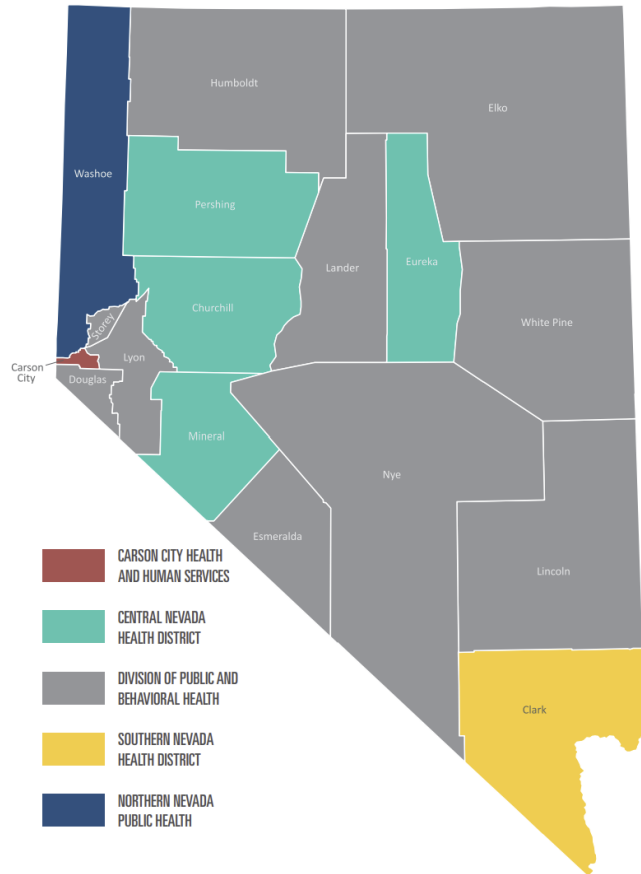 Humboldt
Elko
Washoe
Pershing
Lander
Eureka
Churchill
White Pine
Storey
Lyon
Carson
City
Douglas
Mineral
Nye
Esmeralda
Lincoln
Clark
CARSON CITY HEALTH
AND HUMAN SERVICES
CENTRAL NEVADA
HEALTH DISTRICT
DIVISION OF PUBLIC AND
BEHAVIORAL HEALTH
SOUTHERN NEVADA
HEALTH DISTRICT
NORTHERN NEVADA
PUBLIC HEALTH